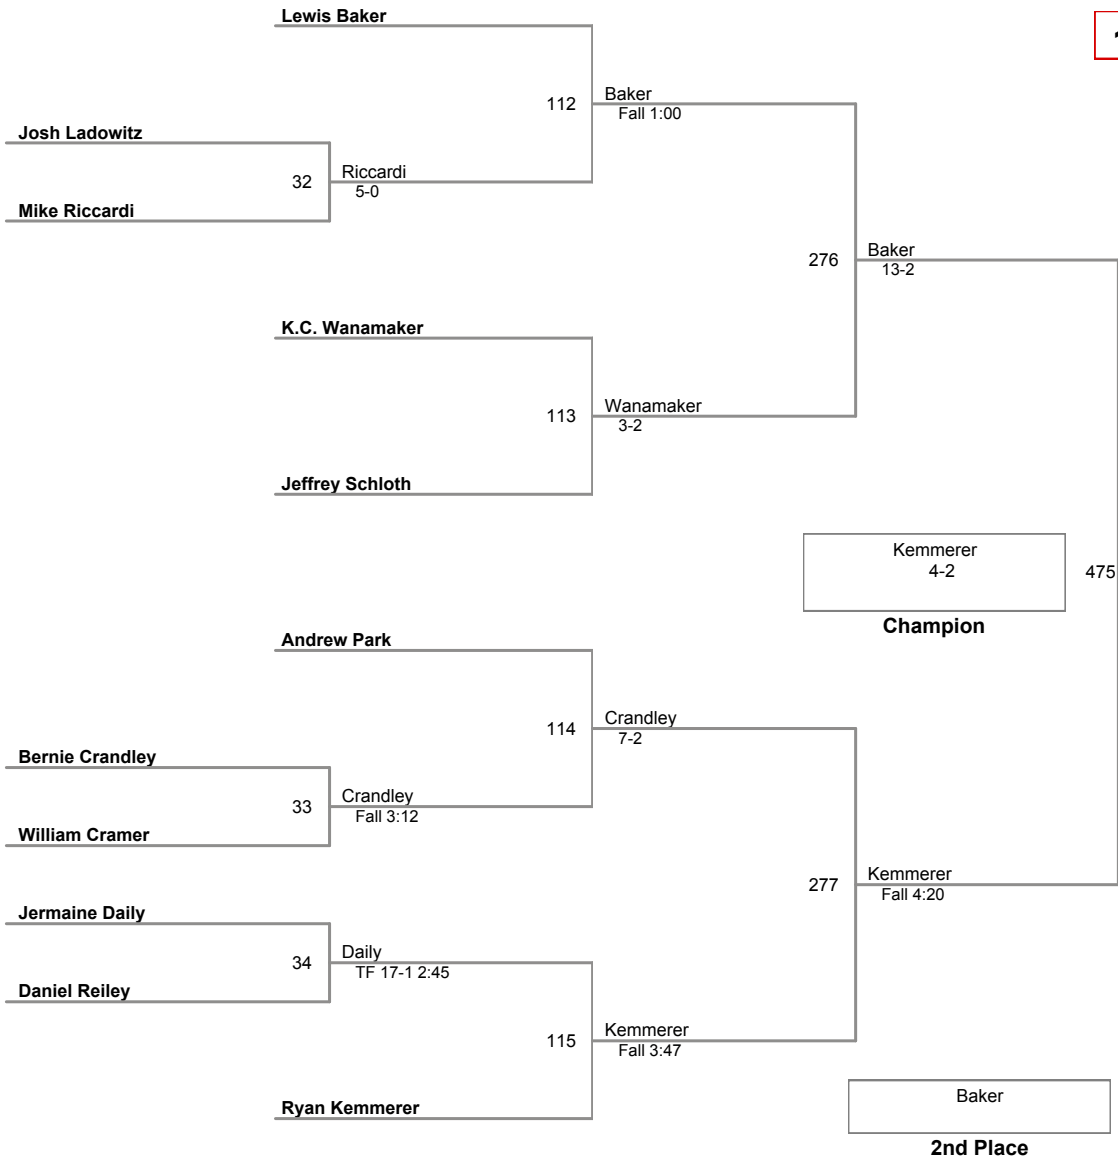 Lewis Baker
112
Baker
Fall 1:00
Josh Ladowitz
32
Riccardi
5-0
Mike Riccardi
276
Baker
13-2
K.C. Wanamaker
113
Wanamaker
3-2
Jeffrey Schloth
Kemmerer
4-2
475
Champion
Andrew Park
114
Crandley
7-2
Bernie Crandley
33
Crandley
Fall 3:12
William Cramer
277
Kemmerer
Fall 4:20
Jermaine Daily
34
Daily
TF 17-1 2:45
Daniel Reiley
115
Kemmerer
Fall 3:47
Ryan Kemmerer
Baker
2nd Place